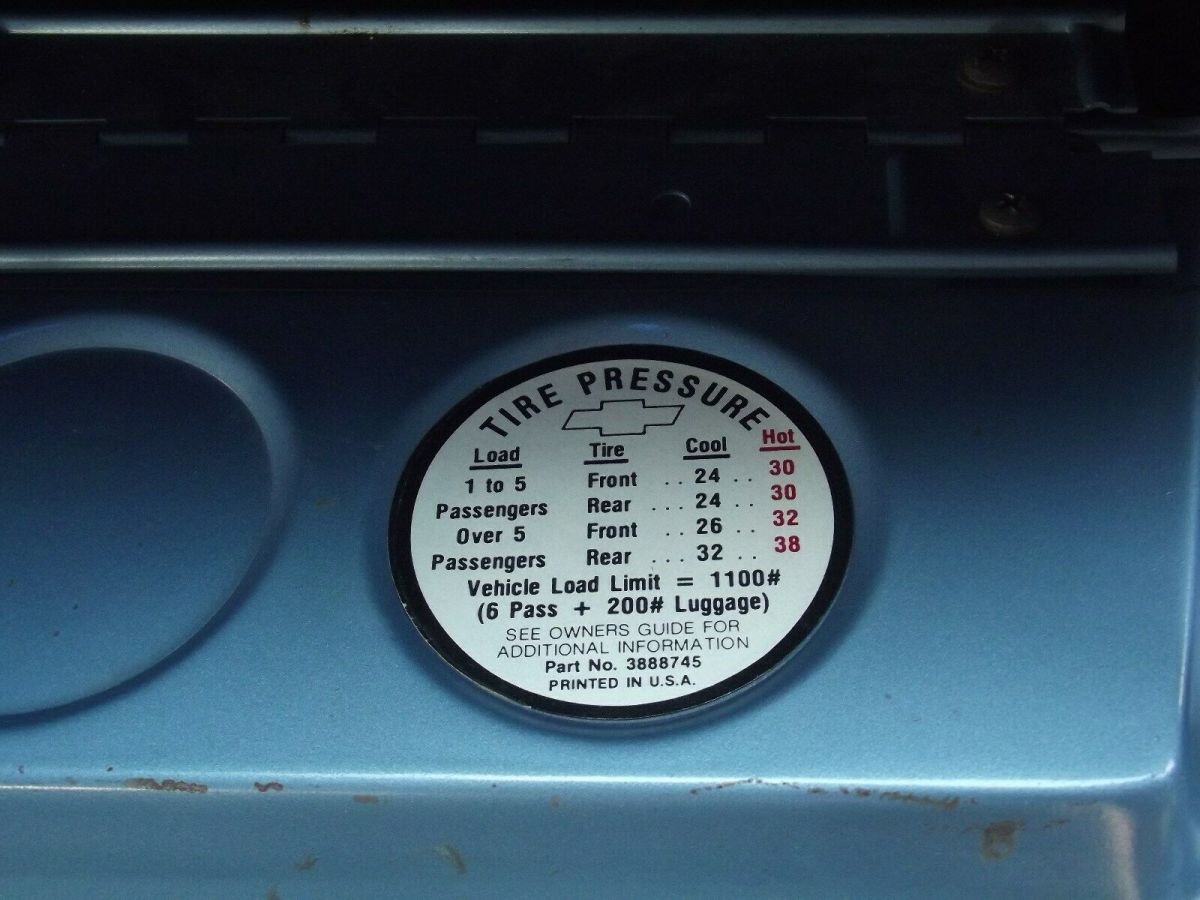 TIRE PRESSURE
Load Tire Cool Hot
1 to 5 Front .. 24 .. 30
Passengers Rear ... 24 .. 30
Over 5 Front .. 26 .. 32
Passengers Rear ... 32 .. 38
Vehicle Load Limit = 1100#
(6 Pass + 200# Luggage)
SEE OWNERS GUIDE FOR
ADDITIONAL INFORMATION
Part No. 3888745
PRINTED IN U.S.A.